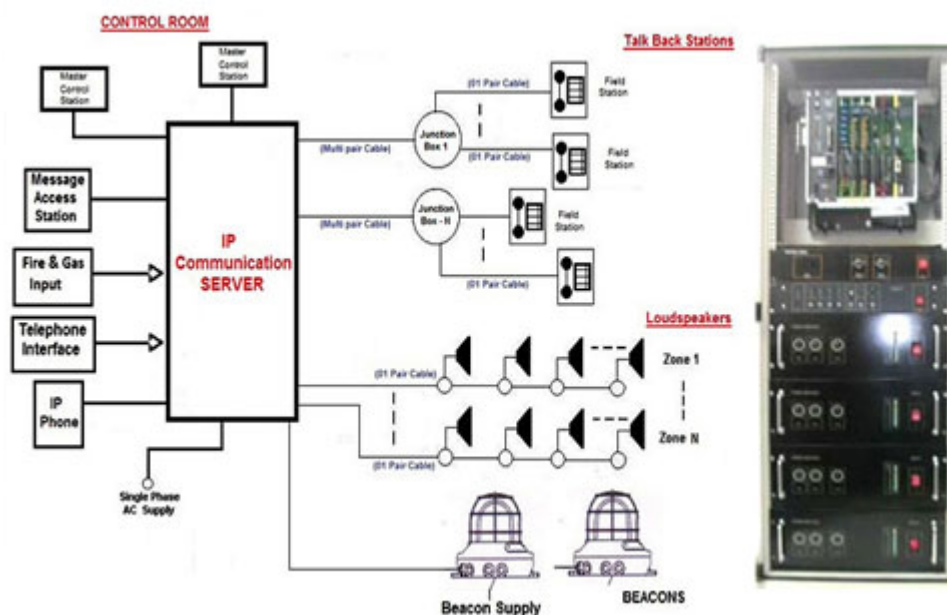 CONTROL ROOM
Master
Control
Station
Master
Control
Station
Message
Access
Station
Fire & Gas
Input
Telephone
Interface
IP
Phone
IP
Communication
SERVER
Single Phase
AC Supply
Talk Back Stations
(Multi pair Cable)
Junction
Box 1
(01 Pair Cable)
Field
Station
(01 Pair Cable)
Field
Station
(Multi pair Cable)
Junction
Box - N
Field
Station
(01 Pair Cable)
Loudspeakers
(01 Pair Cable)
Zone 1
(01 Pair Cable)
Zone N
Beacon Supply
BEACONS